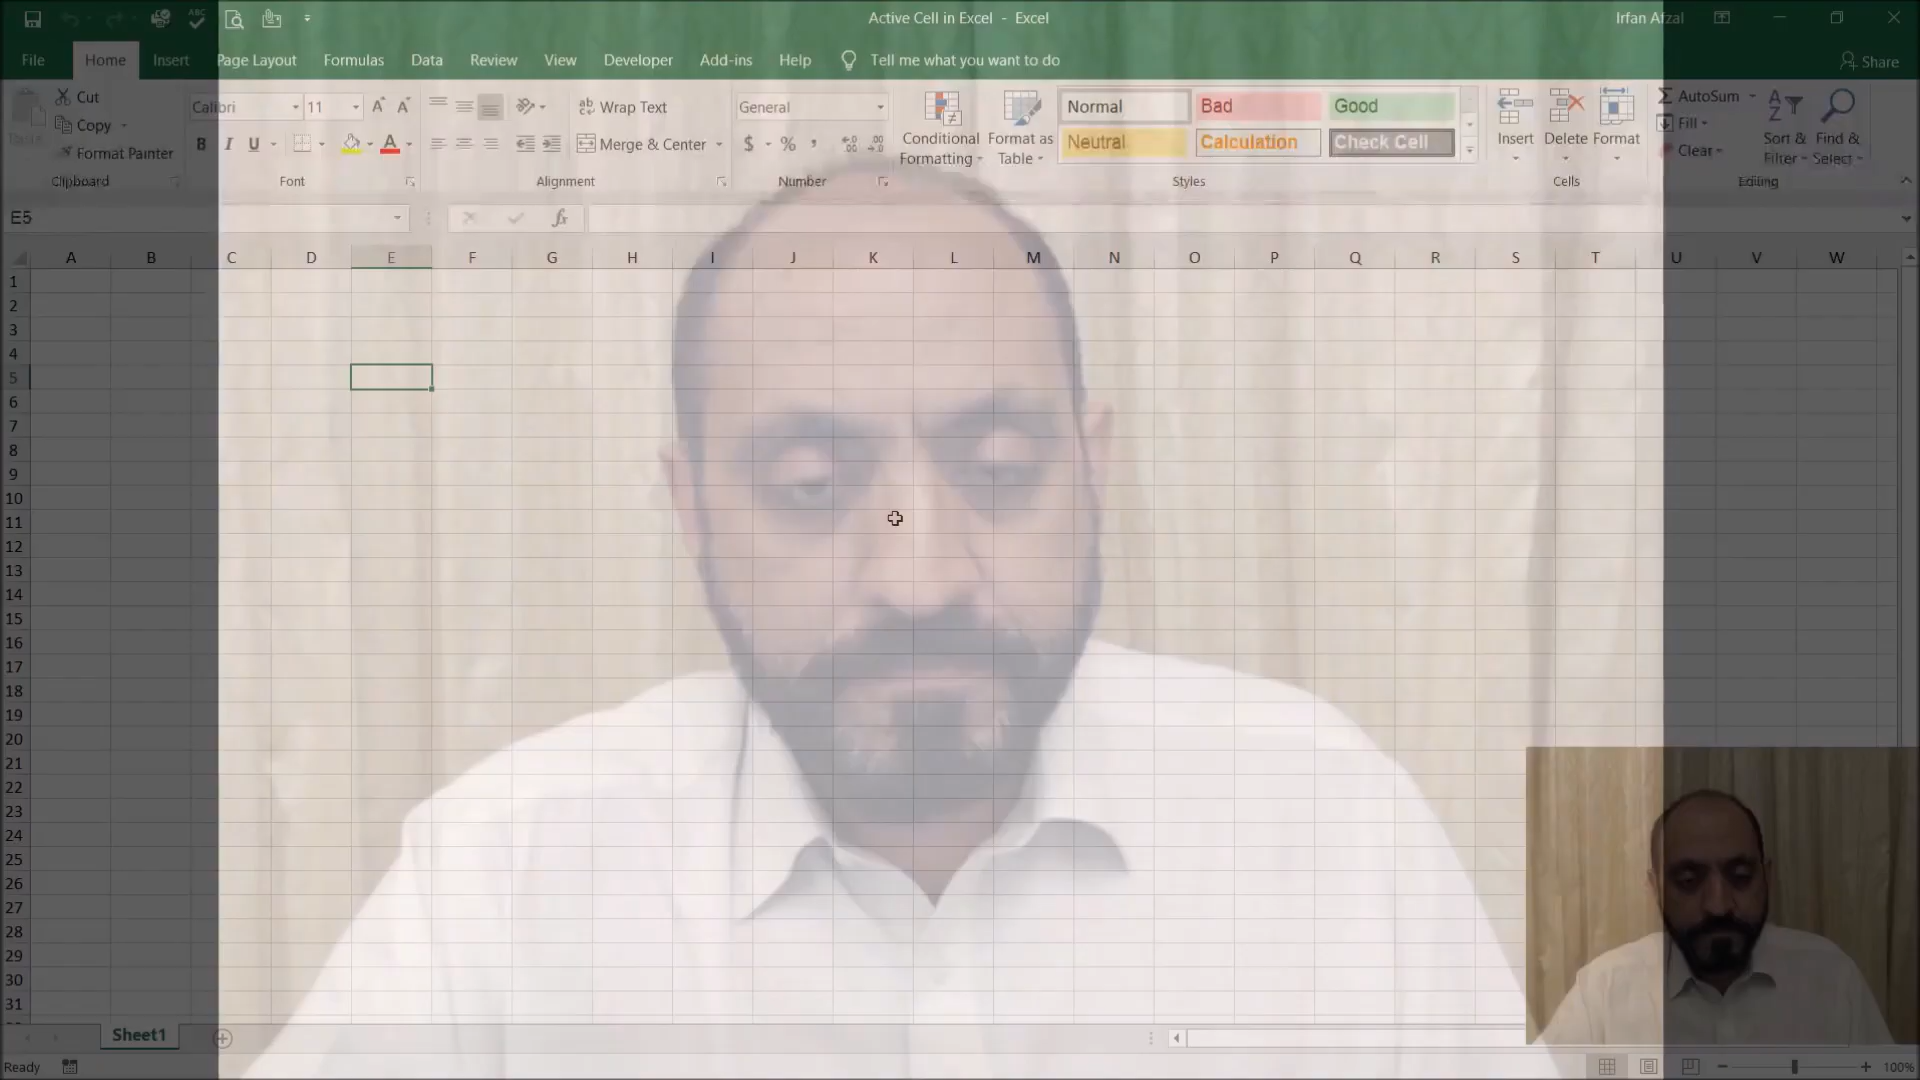 ABC
Active Cell in Excel - Excel
Irfan Afzal
File Home Insert Page Layout Formulas Data Review View Developer Add-ins Help Tell me what you want to do
Share
Cut
Copy
Format Painter
Clipboard
Calibri 11
B I U
Font
Wrap Text
Merge & Center
Alignment
General
$ % ,
Number
Conditional Formatting
Format as Table
Normal Bad Good
Neutral Calculation Check Cell
Styles
Insert Delete Format
Cells
AutoSum
Fill
Clear
Sort & Filter
Find & Select
Editing
E5
fx
A B C D E F G H I J K L M N O P Q R S T U V W
1
2
3
4
5
6
7
8
9
10
11
12
13
14
15
16
17
18
19
20
21
22
23
24
25
26
27
28
29
30
31
Sheet1
Ready
100%